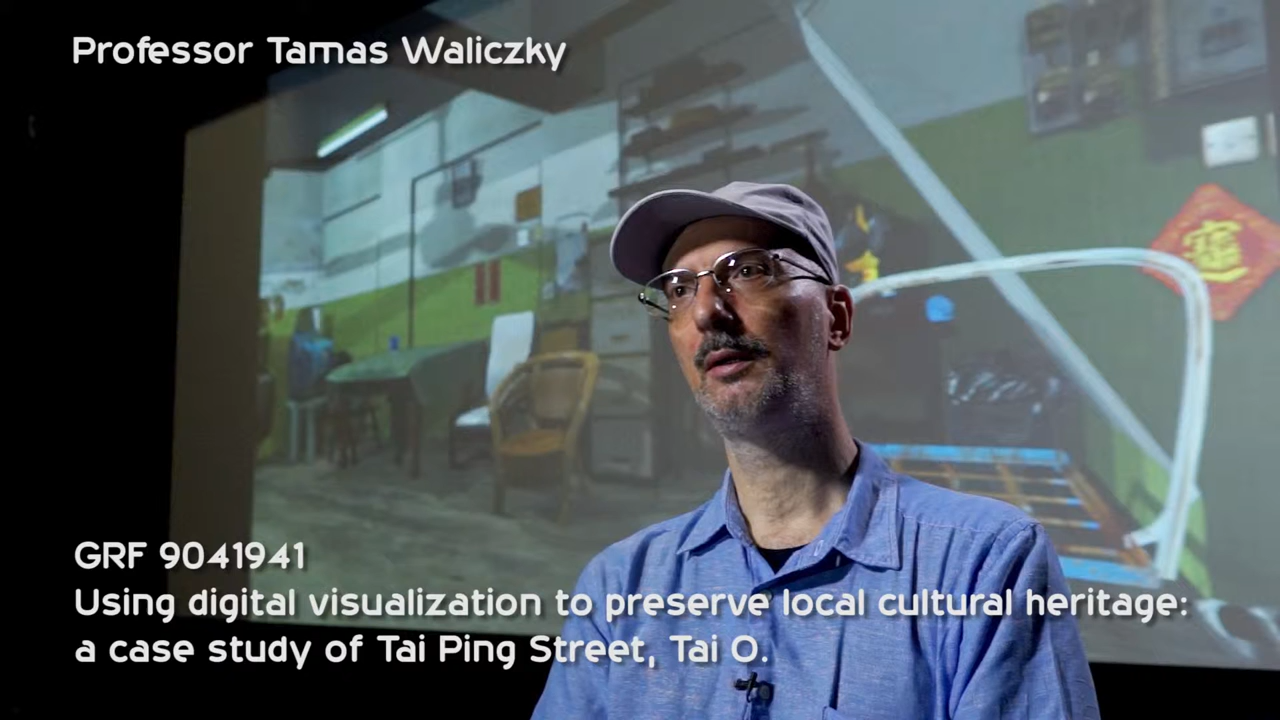 Professor Tamas Waliczky
GRF 9041941
Using digital visualization to preserve local cultural heritage:
a case study of Tai Ping Street, Tai O.